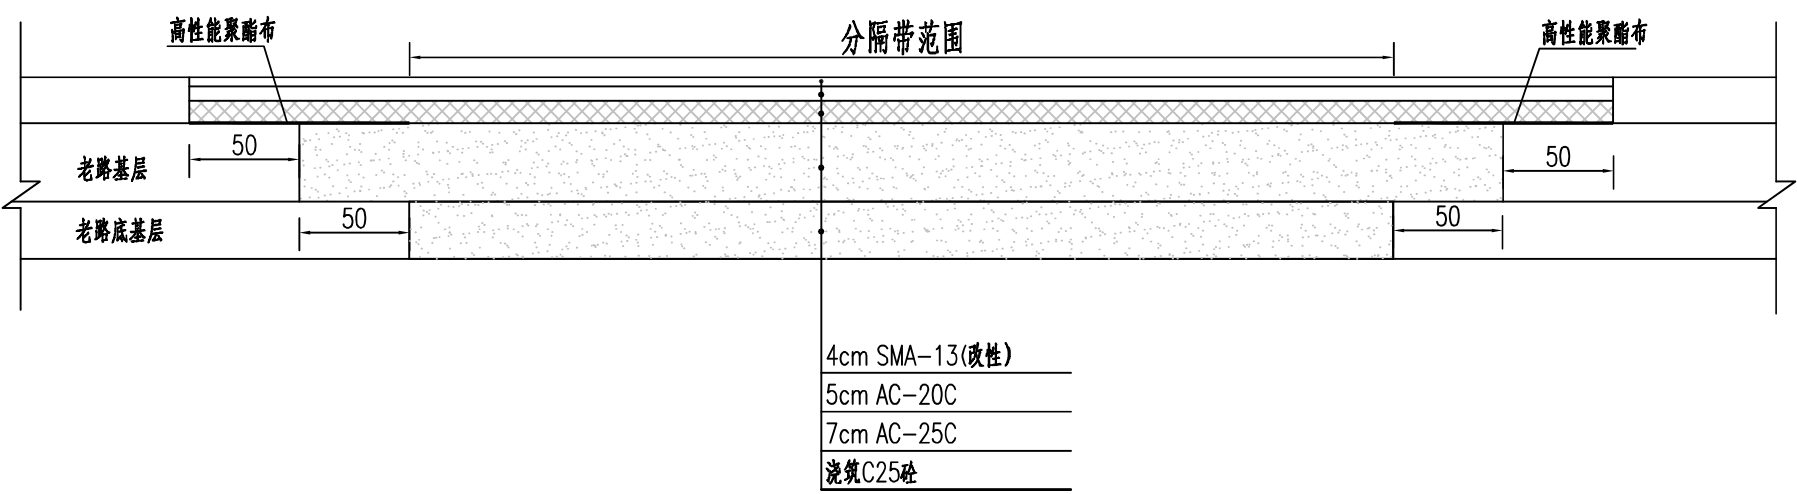 高性能聚酯布
分隔带范围
高性能聚酯布
50
50
老路基层
50
50
老路底基层
4cm SMA-13(改性)
5cm AC-20C
7cm AC-25C
浇筑C25砼